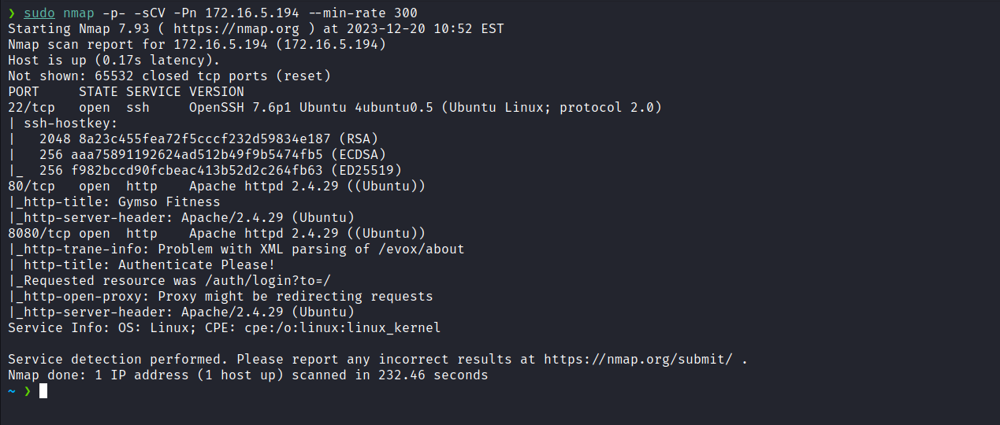 ❯ sudo nmap -p- -sCV -Pn 172.16.5.194 --min-rate 300
Starting Nmap 7.93 ( https://nmap.org ) at 2023-12-20 10:52 EST
Nmap scan report for 172.16.5.194 (172.16.5.194)
Host is up (0.17s latency).
Not shown: 65532 closed tcp ports (reset)
PORT     STATE SERVICE VERSION
22/tcp   open  ssh     OpenSSH 7.6p1 Ubuntu 4ubuntu0.5 (Ubuntu Linux; protocol 2.0)
| ssh-hostkey:
|   2048 8a23c455fea72f5cccf232d59834e187 (RSA)
|   256 aaa75891192624ad512b49f9b5474fb5 (ECDSA)
|_  256 f982bccd90fcbeac413b52d2c264fb63 (ED25519)
80/tcp   open  http    Apache httpd 2.4.29 ((Ubuntu))
|_http-title: Gymso Fitness
|_http-server-header: Apache/2.4.29 (Ubuntu)
8080/tcp open  http    Apache httpd 2.4.29 ((Ubuntu))
|_http-trane-info: Problem with XML parsing of /evox/about
| http-title: Authenticate Please!
|_Requested resource was /auth/login?to=/
|_http-open-proxy: Proxy might be redirecting requests
|_http-server-header: Apache/2.4.29 (Ubuntu)
Service Info: OS: Linux; CPE: cpe:/o:linux:linux_kernel
Service detection performed. Please report any incorrect results at https://nmap.org/submit/ .
Nmap done: 1 IP address (1 host up) scanned in 232.46 seconds
~ ❯